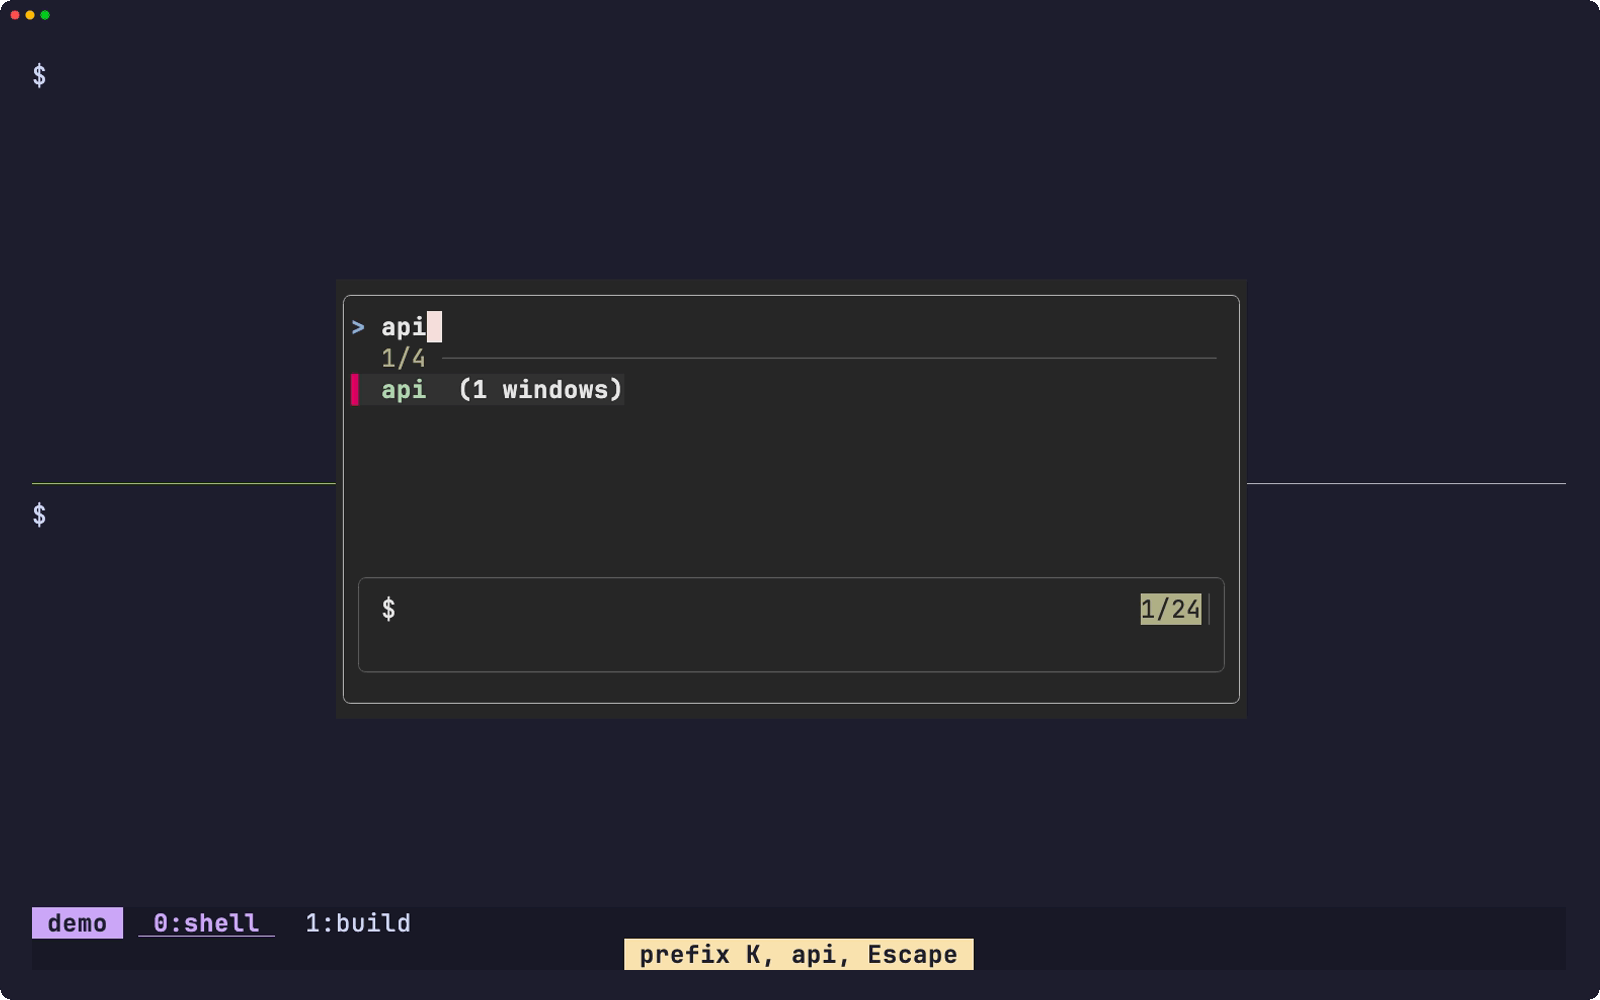 $
> api
1/4
api (1 windows)
$
$ 1/24
demo 0:shell 1:build
prefix K, api, Escape